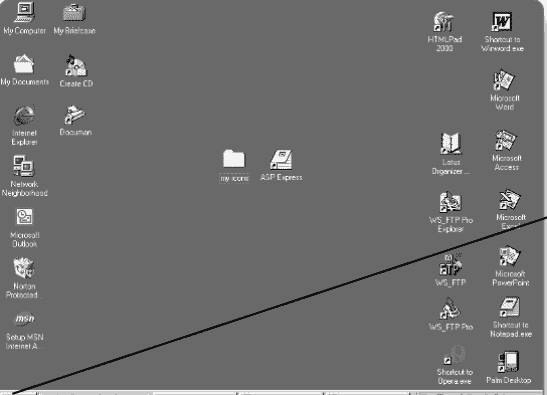 My Computer
My Briefcase
My Documents
Create CD
Internet
Explorer
Documan
Network
Neighborhood
Microsoft
Outlook
Norton
Protected...
msn
Setup MSN
Internet A...
my icons
ASP Express
HTMLPad
2000
Shortcut to
Winword.exe
Microsoft
Word
Lotus
Organizer ...
Microsoft
Access
WS_FTP Pro
Explorer
Microsoft
Excel
FTP
WS_FTP
Microsoft
PowerPoint
WS_FTP Pro
Shortcut to
Notepad.exe
Shortcut to
Opera.exe
Palm Desktop